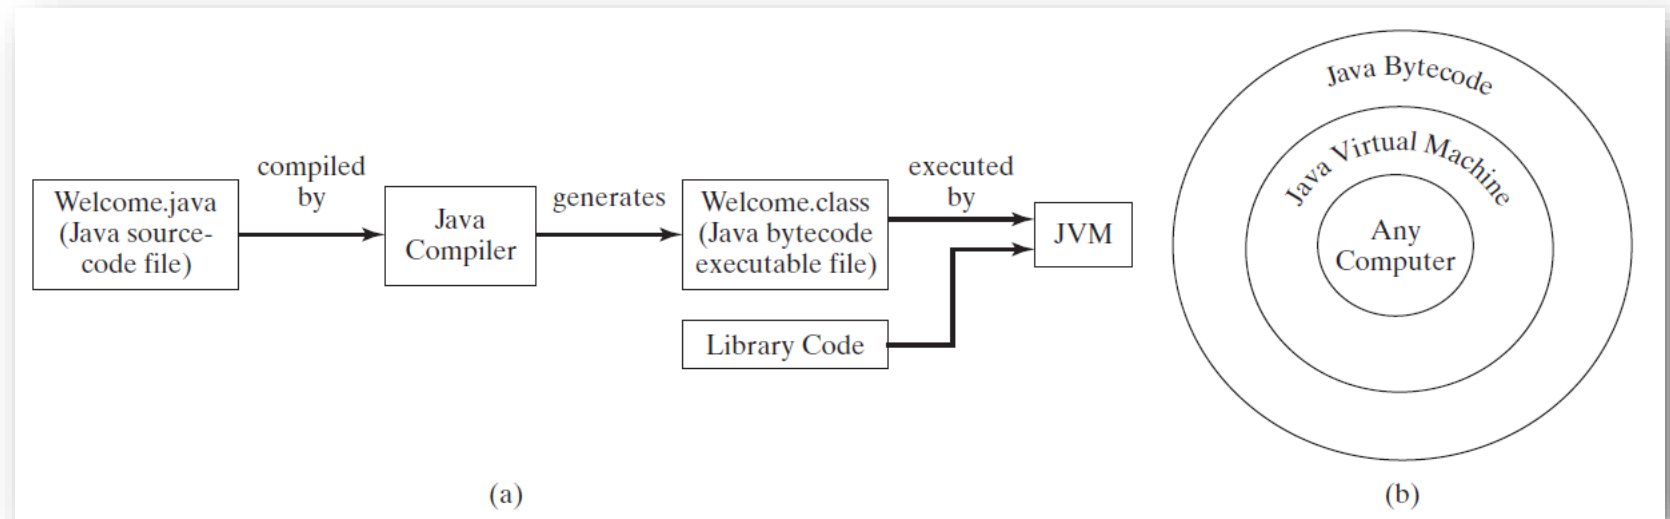 Welcome.java
(Java source-
code file)
compiled
by
Java
Compiler
generates
Welcome.class
(Java bytecode
executable file)
executed
by
JVM
Library Code
(a)
Java Bytecode
Java Virtual Machine
Any
Computer
(b)